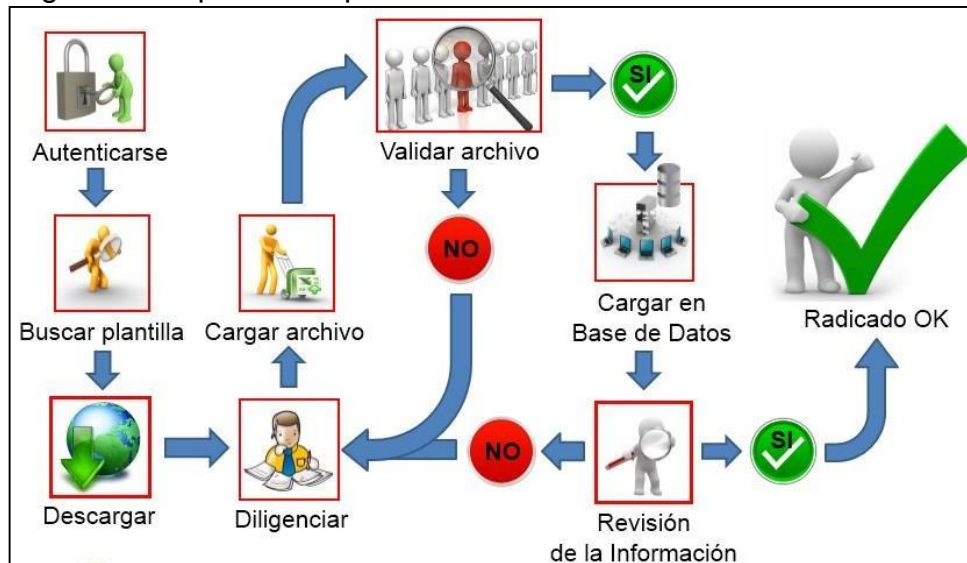 Autenticarse
Validar archivo
SI
NO
Buscar plantilla
Cargar archivo
Cargar en
Base de Datos
Radicado OK
Descargar
Diligenciar
NO
SI
Revisión
de la Información